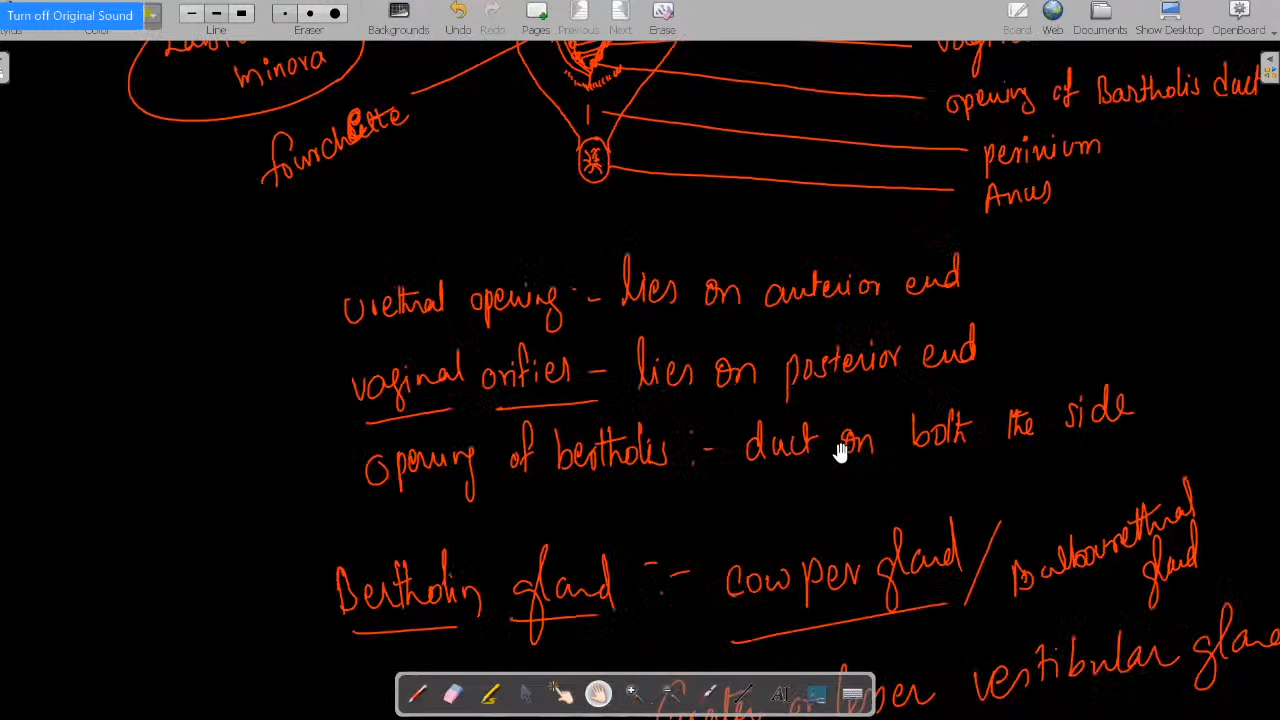 Turn off Original Sound
Stylus Color Line Eraser Backgrounds Undo Redo Pages Previous Next Erase Board Web Documents Show Desktop OpenBoard
minora
opening of Bartholis duct
fourchette
perinium
Anus
urethral opening :- lies on anterior end
vaginal orifies - lies on posterior end
opening of bertholis :- duct on both the side
Bertholin gland :- cowper gland / Bulbourethral
gland
vestibular gland